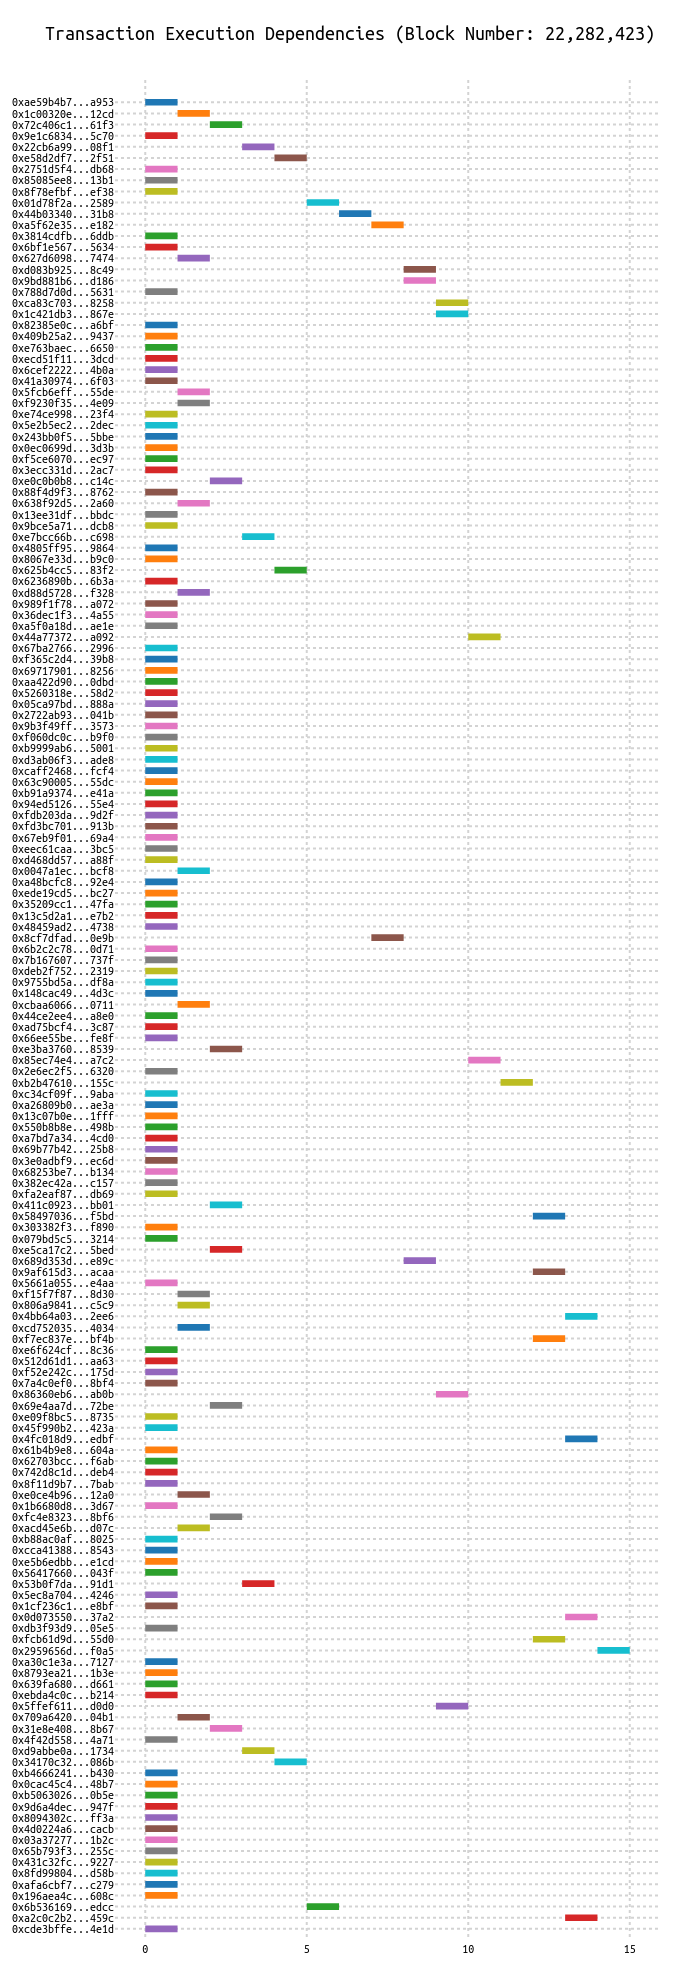 Transaction Execution Dependencies (Block Number: 22,282,423)
0xae59b4b7...a953
0x1c00320e...12cd
0x72c406c1...61f3
0x9e1c6834...5c70
0x22cb6a99...08f1
0xe58d2df7...2f51
0x2751d5f4...db68
0x85085ee8...13b1
0x8f78efbf...ef38
0x01d78f2a...2589
0x44b03340...31b8
0xa5f62e35...e182
0x3814cdfb...6ddb
0x6bf1e567...5634
0x627d6098...7474
0xd083b925...8c49
0x9bd881b6...d186
0x788d7d0d...5631
0xca83c703...8258
0x1c421db3...867e
0x82385e0c...a6bf
0x409b25a2...9437
0xe763baec...6650
0xecd51f11...3dcd
0x6cef2222...4b0a
0x41a30974...6f03
0x5fcb6eff...55de
0xf9230f35...4e09
0xe74ce998...23f4
0x5e2b5ec2...2dec
0x243bb0f5...5bbe
0x0ec0699d...3d3b
0xf5ce6070...ec97
0x3ecc331d...2ac7
0xe0c0b0b8...c14c
0x88f4d9f3...8762
0x638f92d5...2a60
0x13ee31df...bbdc
0x9bce5a71...dcb8
0xe7bcc66b...c698
0x4805ff95...9864
0x8067e33d...b9c0
0x625b4cc5...83f2
0x6236890b...6b3a
0xd88d5728...f328
0x989f1f78...a072
0x36dec1f3...4a55
0xa5f0a18d...ae1e
0x44a77372...a092
0x67ba2766...2996
0xf365c2d4...39b8
0x69717901...8256
0xaa422d90...0dbd
0x5260318e...58d2
0x05ca97bd...888a
0x2722ab93...041b
0x9b3f49ff...3573
0xf060dc0c...b9f0
0xb9999ab6...5001
0xd3ab06f3...ade8
0xcaff2468...fcf4
0x63c90005...55dc
0xb91a9374...e41a
0x94ed5126...55e4
0xfdb203da...9d2f
0xfd3bc701...913b
0x67eb9f01...69a4
0xeec61caa...3bc5
0xd468dd57...a88f
0x0047a1ec...bcf8
0xa48bcfc8...92e4
0xede19cd5...bc27
0x35209cc1...47fa
0x13c5d2a1...e7b2
0x48459ad2...4738
0x8cf7dfad...0e9b
0x6b2c2c78...0d71
0x7b167607...737f
0xdeb2f752...2319
0x9755bd5a...df8a
0x148cac49...4d3c
0xcbaa6066...0711
0x44ce2ee4...a8e0
0xad75bcf4...3c87
0x66ee55be...fe8f
0xe3ba3760...8539
0x85ec74e4...a7c2
0x2e6ec2f5...6320
0xb2b47610...155c
0xc34cf09f...9aba
0xa26809b0...ae3a
0x13c07b0e...1fff
0x550b8b8e...498b
0xa7bd7a34...4cd0
0x69b77b42...25b8
0x3e0adbf9...ec6d
0x68253be7...b134
0x382ec42a...c157
0xfa2eaf87...db69
0x411c0923...bb01
0x58497036...f5bd
0x303382f3...f890
0x079bd5c5...3214
0xe5ca17c2...5bed
0x689d353d...e89c
0x9af615d3...acaa
0x5661a055...e4aa
0xf15f7f87...8d30
0x806a9841...c5c9
0x4bb64a03...2ee6
0xcd752035...4034
0xf7ec837e...bf4b
0xe6f624cf...8c36
0x512d61d1...aa63
0xf52e242c...175d
0x7a4c0ef0...8bf4
0x86360eb6...ab0b
0x69e4aa7d...72be
0xe09f8bc5...8735
0x45f990b2...423a
0x4fc018d9...edbf
0x61b4b9e8...604a
0x62703bcc...f6ab
0x742d8c1d...deb4
0x8f11d9b7...7bab
0xe0ce4b96...12a0
0x1b6680d8...3d67
0xfc4e8323...8bf6
0xacd45e6b...d07c
0xb88ac0af...8025
0xcca41388...8543
0xe5b6edbb...e1cd
0x56417660...043f
0x53b0f7da...91d1
0x5ec8a704...4246
0x1cf236c1...e8bf
0x0d073550...37a2
0xdb3f93d9...05e5
0xfcb61d9d...55d0
0x2959656d...f0a5
0xa30c1e3a...7127
0x8793ea21...1b3e
0x639fa680...d661
0xebda4c0c...b214
0x5ffef611...d0d0
0x709a6420...04b1
0x31e8e408...8b67
0x4f42d558...4a71
0xd9abbe0a...1734
0x34170c32...086b
0xb4666241...b430
0x0cac45c4...48b7
0xb5063026...0b5e
0x9d6a4dec...947f
0x8094302c...ff3a
0x4d0224a6...cacb
0x03a37277...1b2c
0x65b793f3...255c
0x431c32fc...9227
0x8fd99804...d58b
0xafa6cbf7...c279
0x196aea4c...608c
0x6b536169...edcc
0xa2c0c2b2...459c
0xcde3bffe...4e1d
0 5 10 15